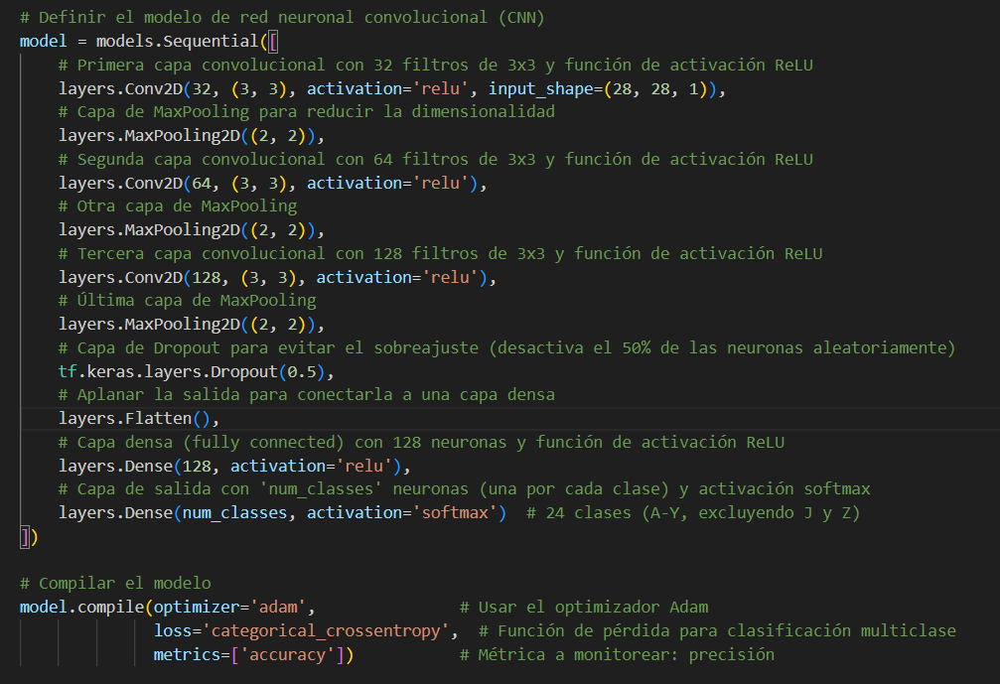 # Definir el modelo de red neuronal convolucional (CNN)
model = models.Sequential([
    # Primera capa convolucional con 32 filtros de 3x3 y función de activación ReLU
    layers.Conv2D(32, (3, 3), activation='relu', input_shape=(28, 28, 1)),
    # Capa de MaxPooling para reducir la dimensionalidad
    layers.MaxPooling2D((2, 2)),
    # Segunda capa convolucional con 64 filtros de 3x3 y función de activación ReLU
    layers.Conv2D(64, (3, 3), activation='relu'),
    # Otra capa de MaxPooling
    layers.MaxPooling2D((2, 2)),
    # Tercera capa convolucional con 128 filtros de 3x3 y función de activación ReLU
    layers.Conv2D(128, (3, 3), activation='relu'),
    # Última capa de MaxPooling
    layers.MaxPooling2D((2, 2)),
    # Capa de Dropout para evitar el sobreajuste (desactiva el 50% de las neuronas aleatoriamente)
    tf.keras.layers.Dropout(0.5),
    # Aplanar la salida para conectarla a una capa densa
    layers.Flatten(),
    # Capa densa (fully connected) con 128 neuronas y función de activación ReLU
    layers.Dense(128, activation='relu'),
    # Capa de salida con 'num_classes' neuronas (una por cada clase) y activación softmax
    layers.Dense(num_classes, activation='softmax')  # 24 clases (A-Y, excluyendo J y Z)
])

# Compilar el modelo
model.compile(optimizer='adam',               # Usar el optimizador Adam
              loss='categorical_crossentropy',  # Función de pérdida para clasificación multiclase
              metrics=['accuracy'])           # Métrica a monitorear: precisión